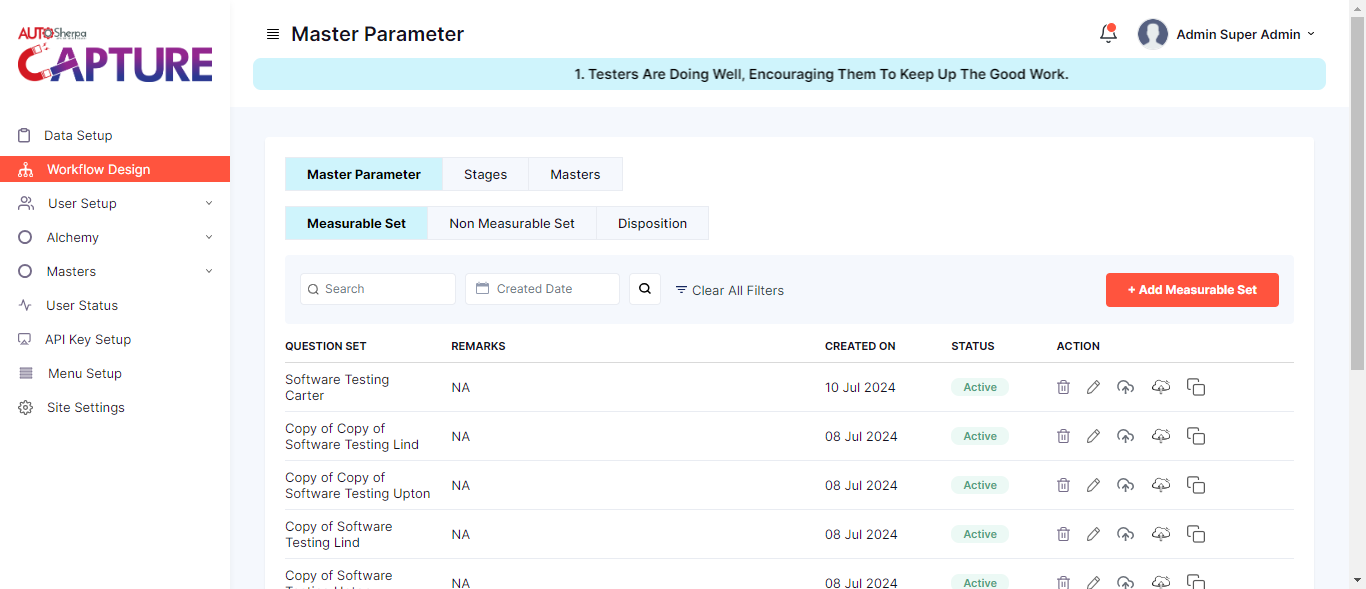 AUTOSherpa
CAPTURE
Master Parameter
Admin Super Admin
1. Testers Are Doing Well, Encouraging Them To Keep Up The Good Work.
Data Setup
Workflow Design
User Setup
Alchemy
Masters
User Status
API Key Setup
Menu Setup
Site Settings
Master Parameter Stages Masters
Measurable Set Non Measurable Set Disposition
Search Created Date Clear All Filters + Add Measurable Set
QUESTION SET REMARKS CREATED ON STATUS ACTION
Software Testing
Carter
NA 10 Jul 2024 Active
Copy of Copy of
Software Testing Lind
NA 08 Jul 2024 Active
Copy of Copy of
Software Testing Upton
NA 08 Jul 2024 Active
Copy of Software
Testing Lind
NA 08 Jul 2024 Active
Copy of Software
NA 08 Jul 2024 Active